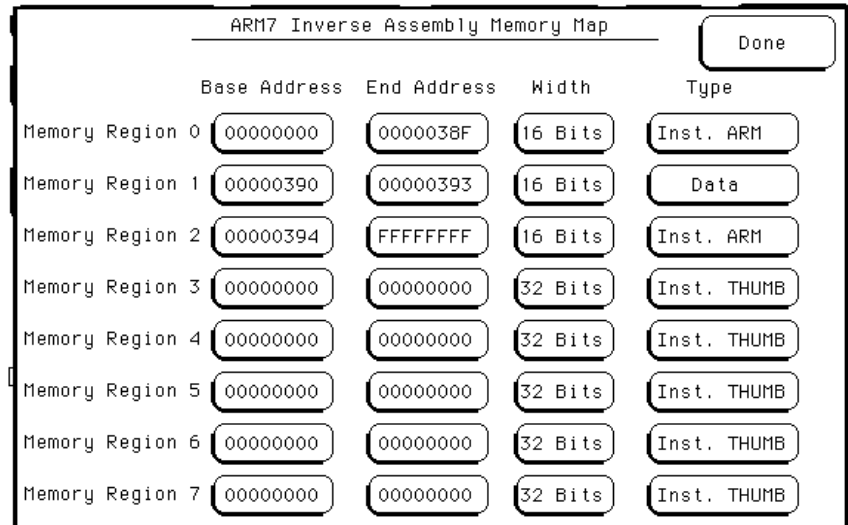 ARM7 Inverse Assembly Memory Map
Done
Base Address End Address Width Type
Memory Region 0 00000000 0000038F 16 Bits Inst. ARM
Memory Region 1 00000390 00000393 16 Bits Data
Memory Region 2 00000394 FFFFFFFF 16 Bits Inst. ARM
Memory Region 3 00000000 00000000 32 Bits Inst. THUMB
Memory Region 4 00000000 00000000 32 Bits Inst. THUMB
Memory Region 5 00000000 00000000 32 Bits Inst. THUMB
Memory Region 6 00000000 00000000 32 Bits Inst. THUMB
Memory Region 7 00000000 00000000 32 Bits Inst. THUMB